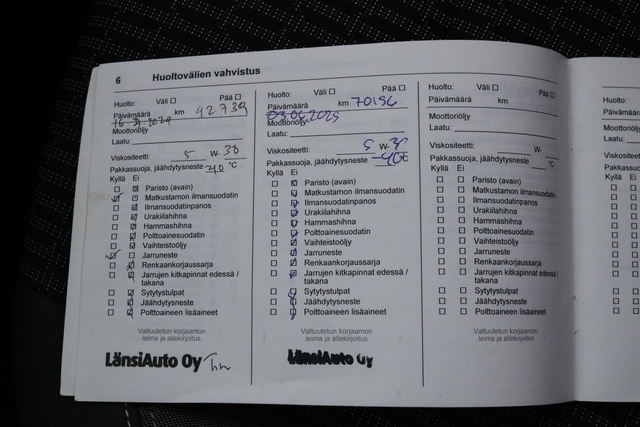 6 Huoltovälien vahvistus
Huolto: Väli ☐ Pää ☐
Päivämäärä km 42739
Moottoriöljy
Laatu:
Viskositeetti: 5 W- 30
Pakkassuoja, jäähdytysneste -40 °C
Kyllä Ei
Paristo (avain)
Matkustamon ilmansuodatin
Ilmansuodatinpanos
Urakiilahihna
Hammashihna
Polttoainesuodatin
Vaihteistoöljy
Jarruneste
Renkaankorjaussarja
Jarrujen kitkapinnat edessä /
takana
Sytytystulpat
Jäähdytysneste
Polttoaineen lisäaineet
Valtuutetun korjaamon
leima ja allekirjoitus
LänsiAuto Oy
Huolto: Väli ☐ Pää ☐
Päivämäärä km 70156
Moottoriöljy
Laatu:
Viskositeetti: 5 W- 30
Pakkassuoja, jäähdytysneste -40 °C
Kyllä Ei
Paristo (avain)
Matkustamon ilmansuodatin
Ilmansuodatinpanos
Urakiilahihna
Hammashihna
Polttoainesuodatin
Vaihteistoöljy
Jarruneste
Renkaankorjaussarja
Jarrujen kitkapinnat edessä /
takana
Sytytystulpat
Jäähdytysneste
Polttoaineen lisäaineet
Valtuutetun korjaamon
leima ja allekirjoitus
LänsiAuto Oy
Huolto: Väli ☐ Pää ☐
Päivämäärä km
Moottoriöljy
Laatu:
Viskositeetti: W-
Pakkassuoja, jäähdytysneste °C
Kyllä Ei
Paristo (avain)
Matkustamon ilmansuodatin
Ilmansuodatinpanos
Urakiilahihna
Hammashihna
Polttoainesuodatin
Vaihteistoöljy
Jarruneste
Renkaankorjaussarja
Jarrujen kitkapinnat edessä /
takana
Sytytystulpat
Jäähdytysneste
Polttoaineen lisäaineet
Valtuutetun korjaamon
leima ja allekirjoitus